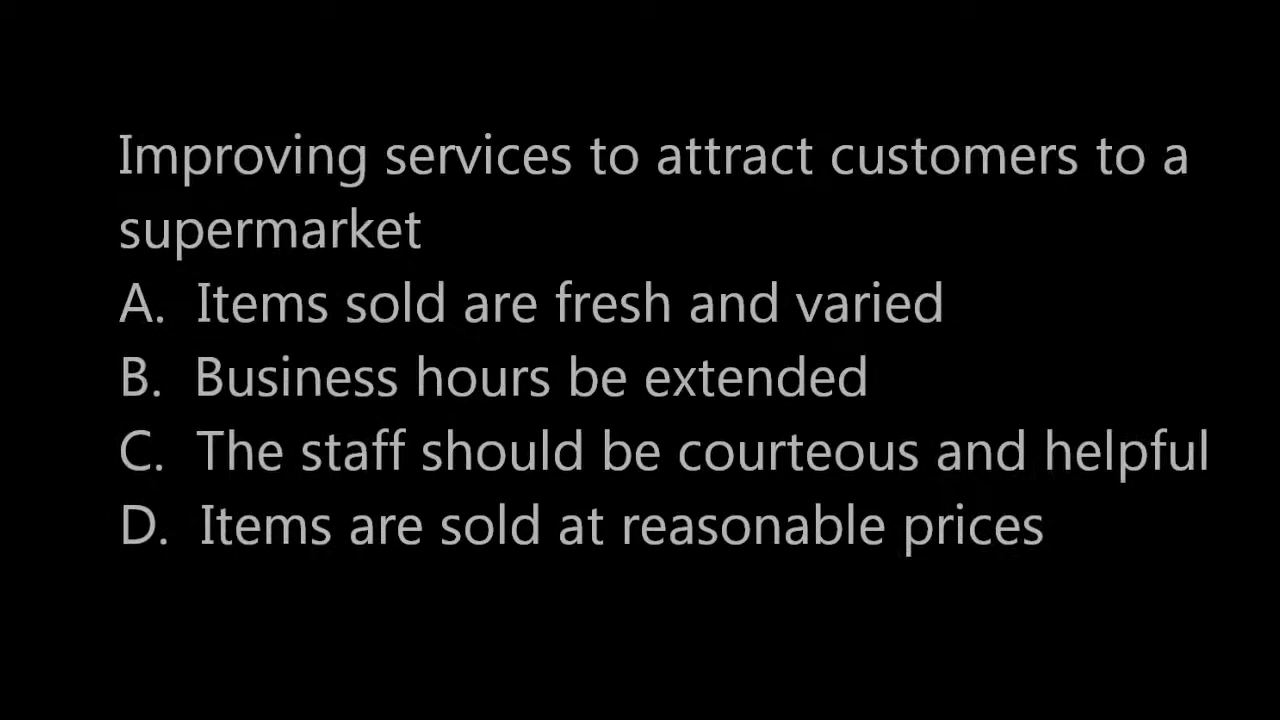 Improving services to attract customers to a
supermarket
A. Items sold are fresh and varied
B. Business hours be extended
C. The staff should be courteous and helpful
D. Items are sold at reasonable prices